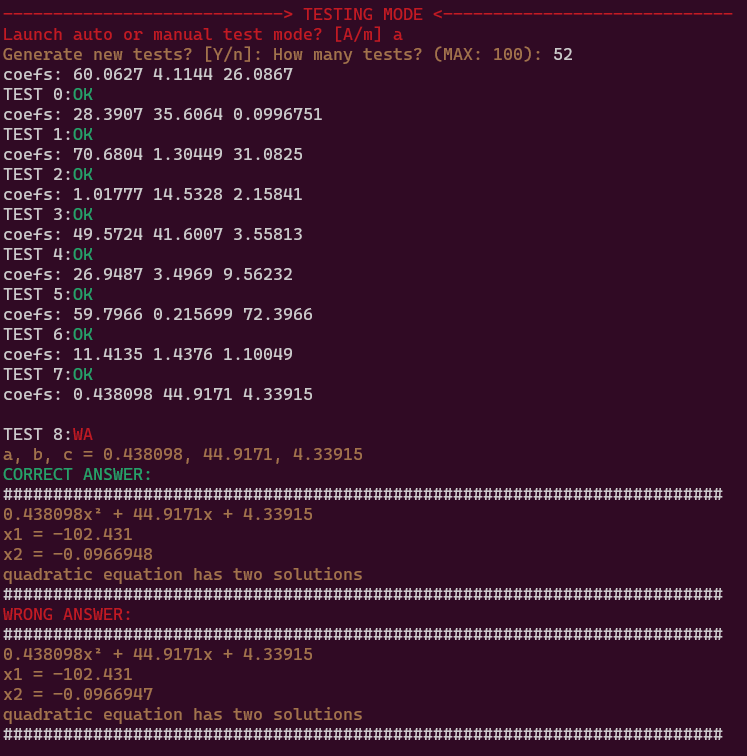 ----------------------------> TESTING MODE <-----------------------------
Launch auto or manual test mode? [A/m] a
Generate new tests? [Y/n]: How many tests? (MAX: 100): 52
coefs: 60.0627 4.1144 26.0867
TEST 0:OK
coefs: 28.3907 35.6064 0.0996751
TEST 1:OK
coefs: 70.6804 1.30449 31.0825
TEST 2:OK
coefs: 1.01777 14.5328 2.15841
TEST 3:OK
coefs: 49.5724 41.6007 3.55813
TEST 4:OK
coefs: 26.9487 3.4969 9.56232
TEST 5:OK
coefs: 59.7966 0.215699 72.3966
TEST 6:OK
coefs: 11.4135 1.4376 1.10049
TEST 7:OK
coefs: 0.438098 44.9171 4.33915
TEST 8:WA
a, b, c = 0.438098, 44.9171, 4.33915
CORRECT ANSWER:
########################################################################
0.438098x² + 44.9171x + 4.33915
x1 = -102.431
x2 = -0.0966948
quadratic equation has two solutions
########################################################################
WRONG ANSWER:
########################################################################
0.438098x² + 44.9171x + 4.33915
x1 = -102.431
x2 = -0.0966947
quadratic equation has two solutions
########################################################################